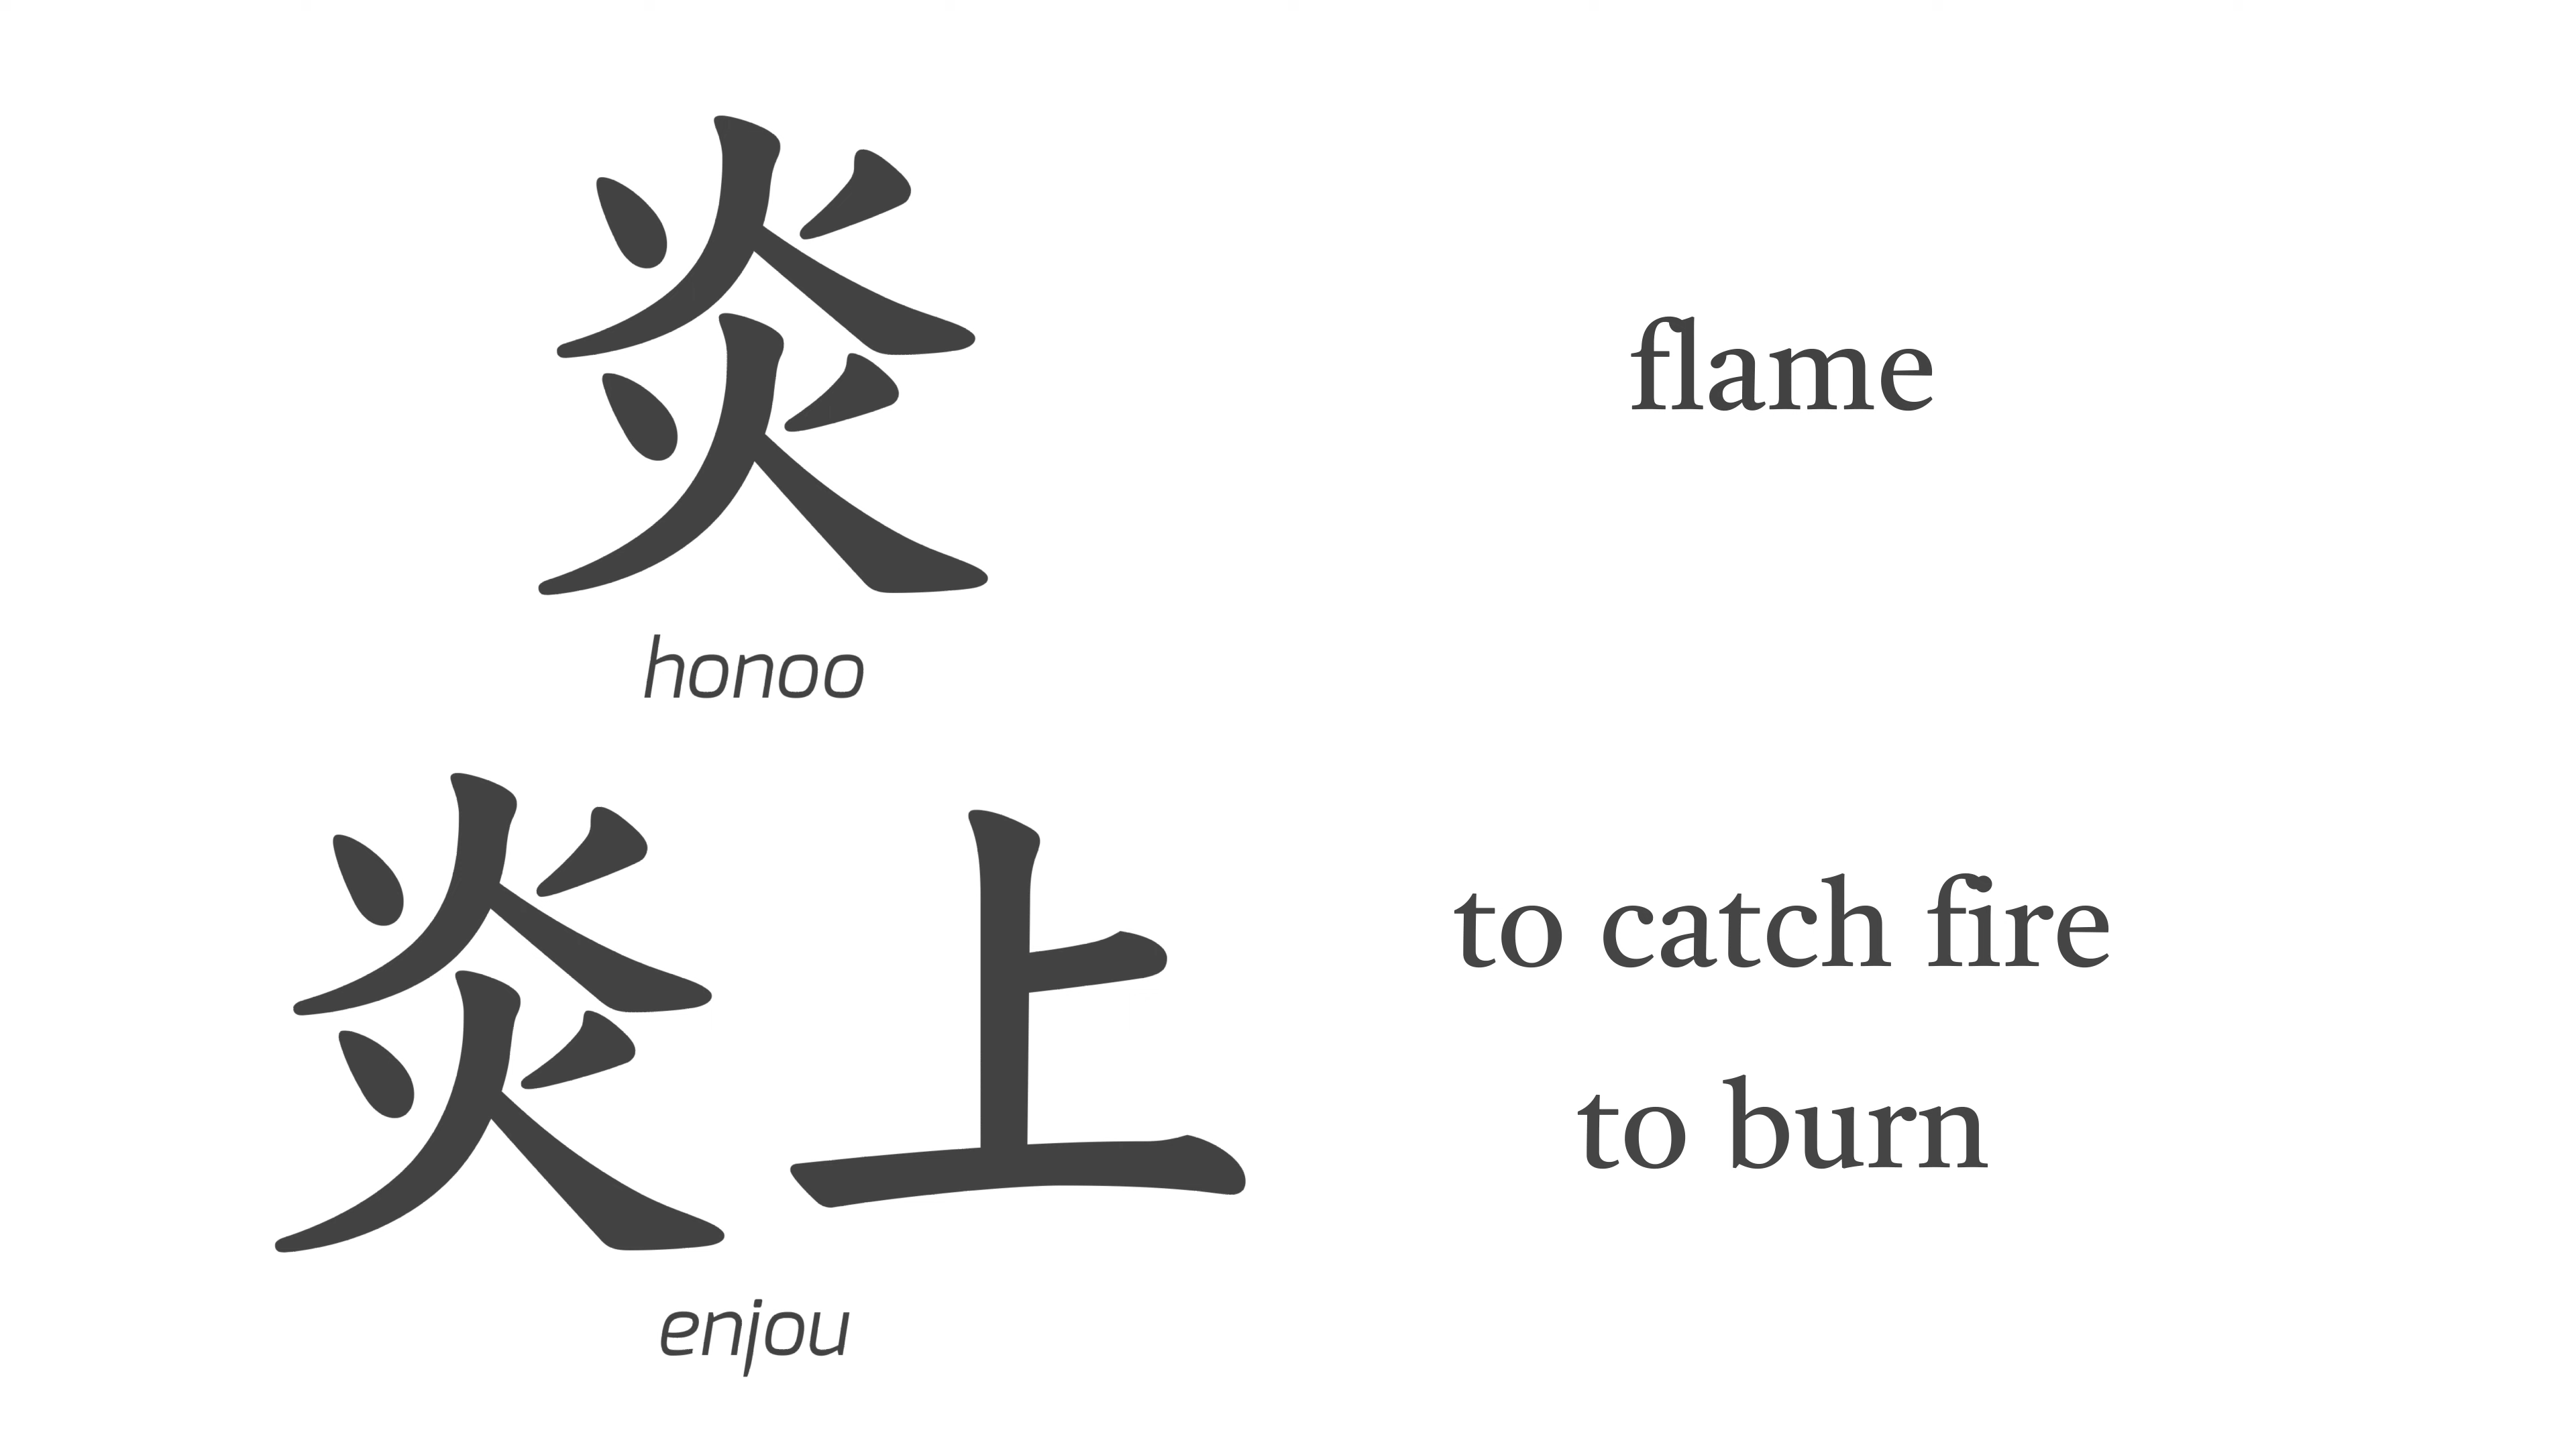 炎
honoo
flame
炎上
enjou
to catch fire
to burn